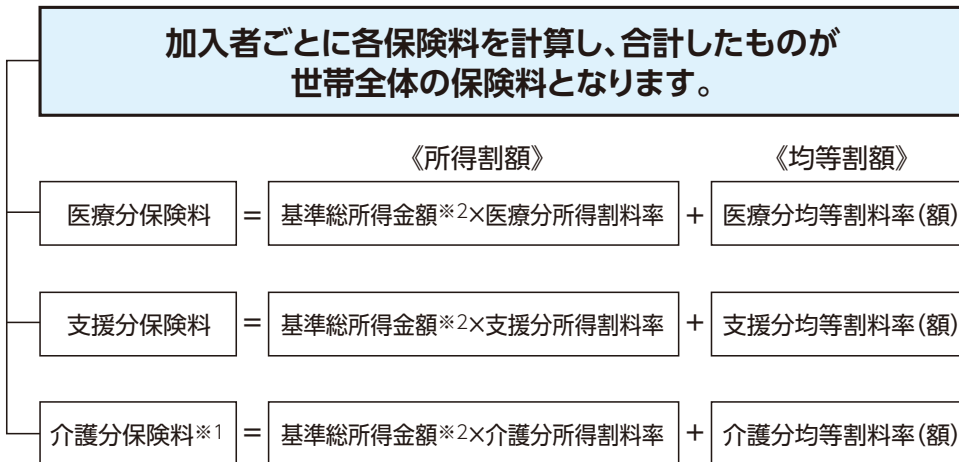 加入者ごとに各保険料を計算し、合計したものが
世帯全体の保険料となります。
《所得割額》 《均等割額》
医療分保険料 = 基準総所得金額※2×医療分所得割料率 + 医療分均等割料率(額)
支援分保険料 = 基準総所得金額※2×支援分所得割料率 + 支援分均等割料率(額)
介護分保険料※1 = 基準総所得金額※2×介護分所得割料率 + 介護分均等割料率(額)